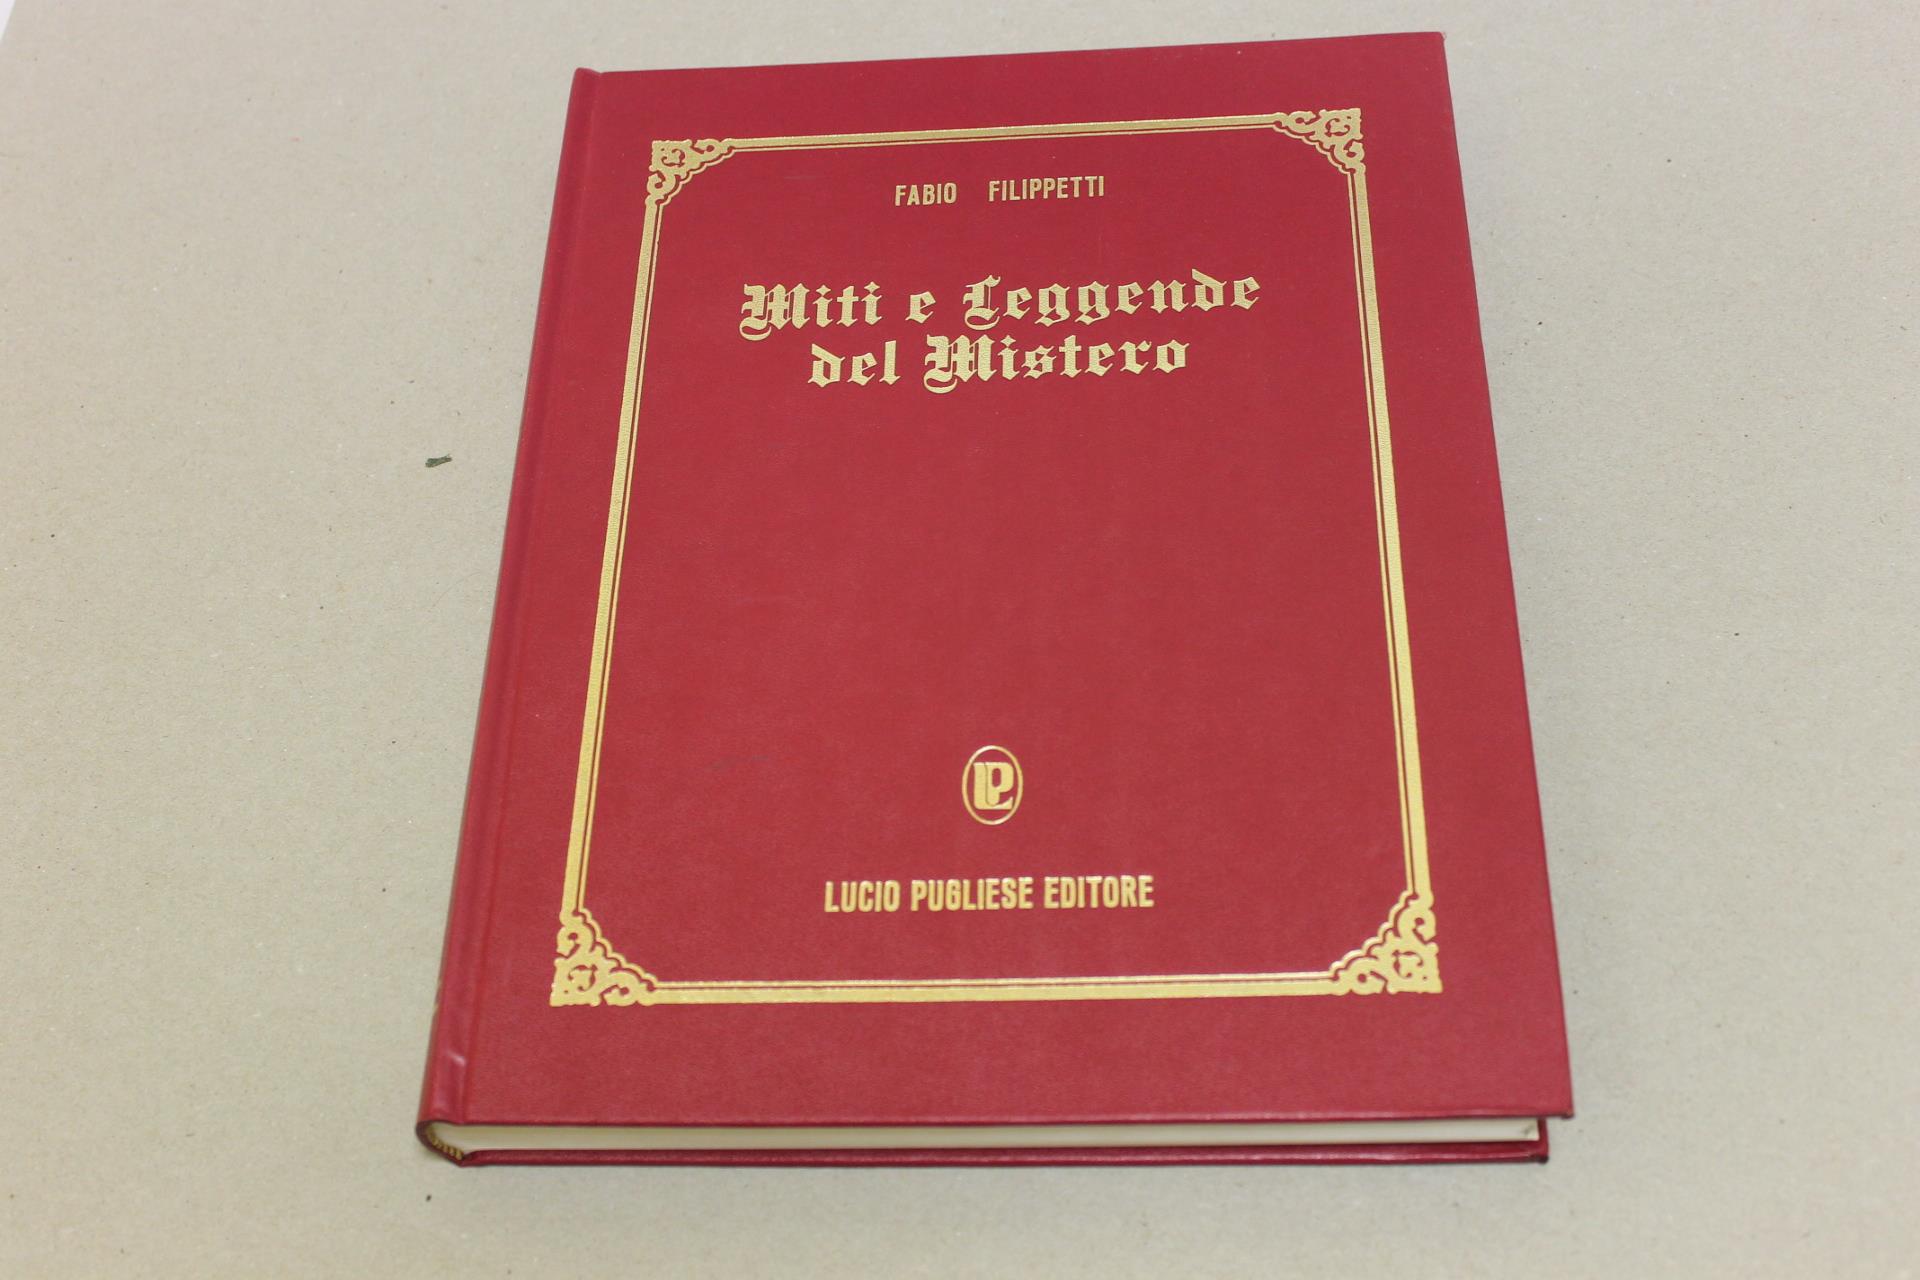 FABIO FILIPPETTI
Miti e Leggende
del Mistero
LP
LUCIO PUGLIESE EDITORE